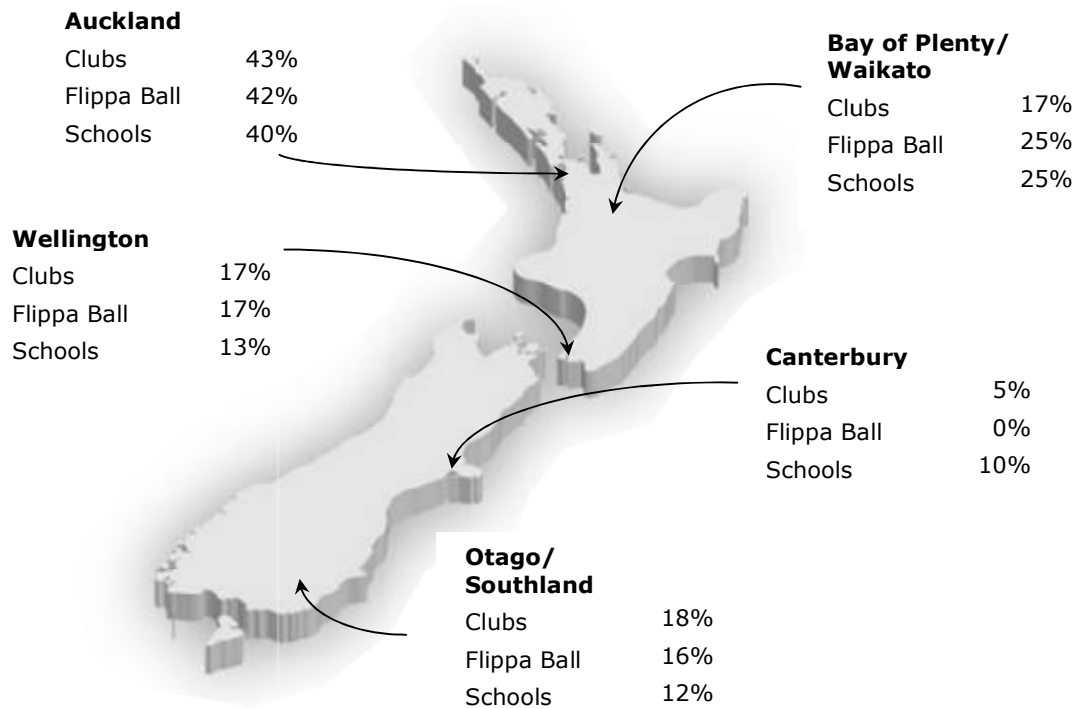 Auckland
Clubs 43%
Flippa Ball 42%
Schools 40%
Bay of Plenty/
Waikato
Clubs 17%
Flippa Ball 25%
Schools 25%
Wellington
Clubs 17%
Flippa Ball 17%
Schools 13%
Canterbury
Clubs 5%
Flippa Ball 0%
Schools 10%
Otago/
Southland
Clubs 18%
Flippa Ball 16%
Schools 12%